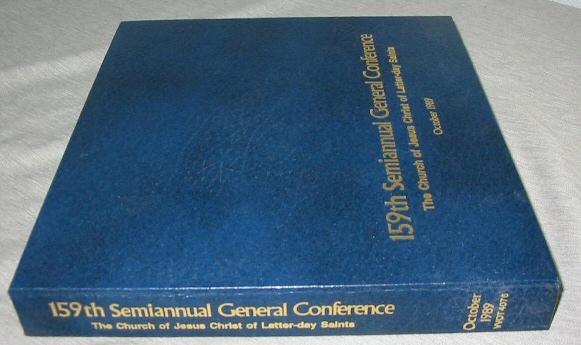 159th Semiannual General Conference
The Church of Jesus Christ of Latter-day Saints
October 1989
159th Semiannual General Conference
The Church of Jesus Christ of Latter-day Saints
October
1989
VVOT4076